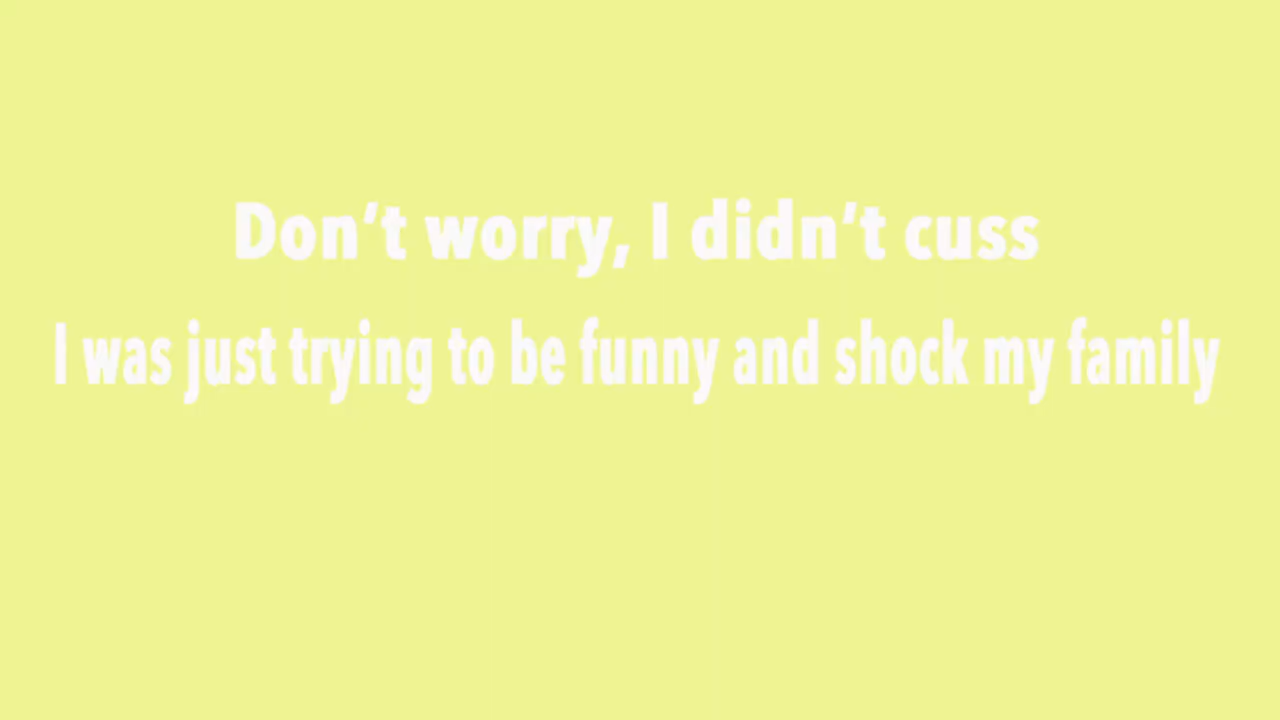 Don’t worry, I didn’t cuss
I was just trying to be funny and shock my family